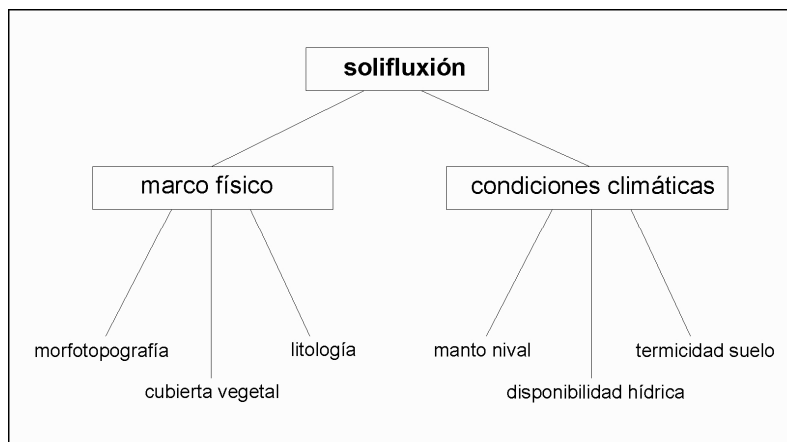 solifluxión
marco físico
condiciones climáticas
morfotopografía
litología
manto nival
termicidad suelo
cubierta vegetal
disponibilidad hídrica